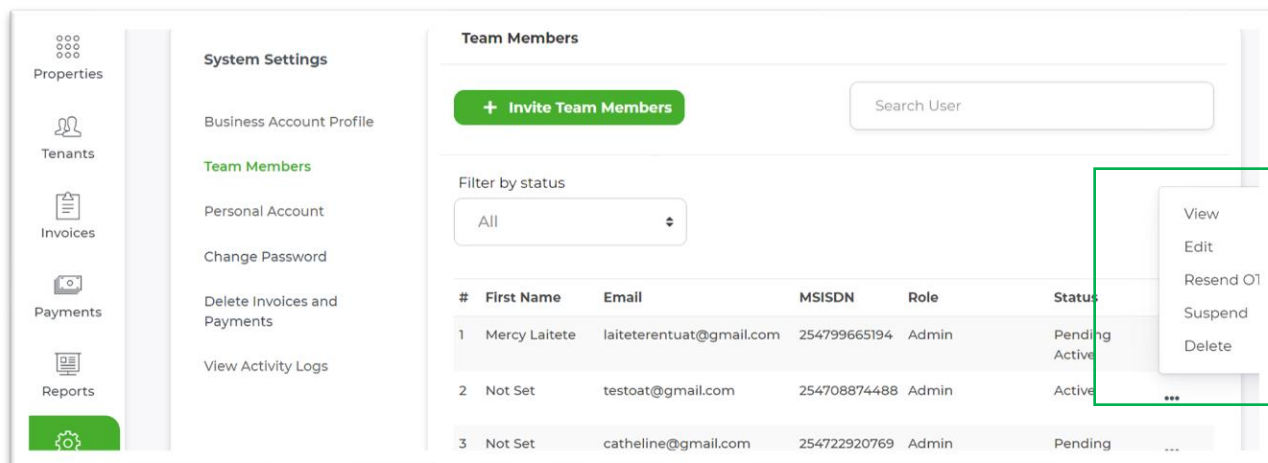 Properties
Tenants
Invoices
Payments
Reports
System Settings
Business Account Profile
Team Members
Personal Account
Change Password
Delete Invoices and
Payments
View Activity Logs
Team Members
+ Invite Team Members
Search User
Filter by status
All
View
Edit
Resend OT
Suspend
Delete
# First Name Email MSISDN Role Status
1 Mercy Laitete laiteterentuat@gmail.com 254799665194 Admin Pending
Active
2 Not Set testoat@gmail.com 254708874488 Admin Active
3 Not Set catheline@gmail.com 254722920769 Admin Pending